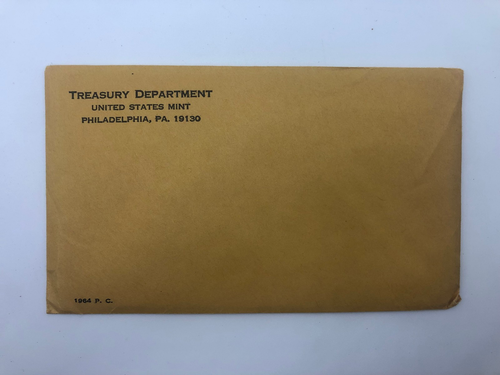 TREASURY DEPARTMENT
UNITED STATES MINT
PHILADELPHIA, PA. 19130
1964 P. C.